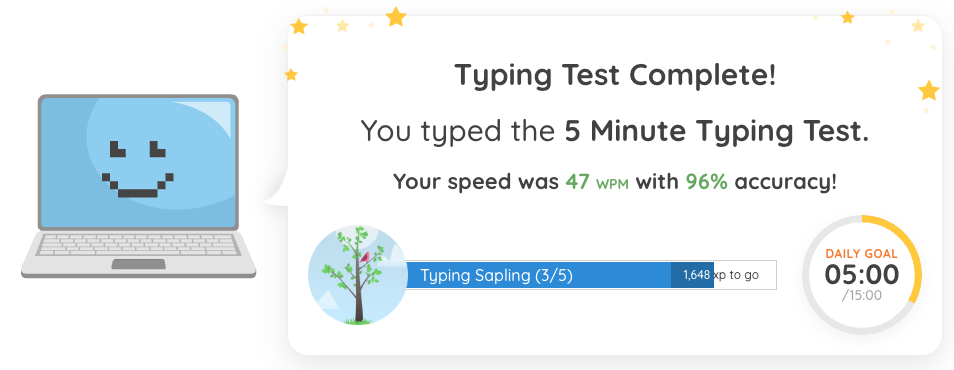 Typing Test Complete!
You typed the 5 Minute Typing Test.
Your speed was 47 WPM with 96% accuracy!
Typing Sapling (3/5)
1,648 xp to go
DAILY GOAL
05:00
/15:00